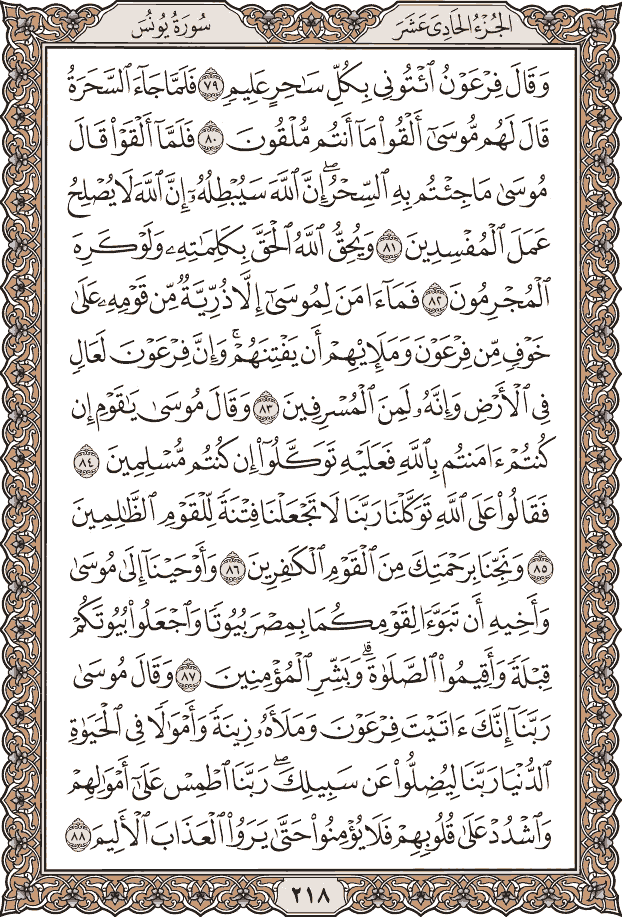 الجُزْءُ الحَادِىَ عَشَرَ
سُورَةُ يُونُسَ
وَقَالَ فِرْعَوْنُ ٱئْتُونِي بِكُلِّ سَٰحِرٍ عَلِيمٍ ٧٩ فَلَمَّا جَآءَ ٱلسَّحَرَةُ
قَالَ لَهُم مُّوسَىٰٓ أَلْقُوا۟ مَآ أَنتُم مُّلْقُونَ ٨٠ فَلَمَّآ أَلْقَوْا۟ قَالَ
مُوسَىٰ مَا جِئْتُم بِهِ ٱلسِّحْرُۖ إِنَّ ٱللَّهَ سَيُبْطِلُهُۥٓ إِنَّ ٱللَّهَ لَا يُصْلِحُ
عَمَلَ ٱلْمُفْسِدِينَ ٨١ وَيُحِقُّ ٱللَّهُ ٱلْحَقَّ بِكَلِمَٰتِهِۦ وَلَوْ كَرِهَ
ٱلْمُجْرِمُونَ ٨٢ فَمَآ ءَامَنَ لِمُوسَىٰٓ إِلَّا ذُرِّيَّةٌ مِّن قَوْمِهِۦ عَلَىٰ
خَوْفٍ مِّن فِرْعَوْنَ وَمَلَإِي۟هِمْ أَن يَفْتِنَهُمْۚ وَإِنَّ فِرْعَوْنَ لَعَالٍ
فِى ٱلْأَرْضِ وَإِنَّهُۥ لَمِنَ ٱلْمُسْرِفِينَ ٨٣ وَقَالَ مُوسَىٰ يَٰقَوْمِ إِن
كُنتُمْ ءَامَنتُم بِٱللَّهِ فَعَلَيْهِ تَوَكَّلُوٓا۟ إِن كُنتُم مُّسْلِمِينَ ٨٤
فَقَالُوا۟ عَلَى ٱللَّهِ تَوَكَّلْنَا رَبَّنَا لَا تَجْعَلْنَا فِتْنَةً لِّلْقَوْمِ ٱلظَّٰلِمِينَ
٨٥ وَنَجِّنَا بِرَحْمَتِكَ مِنَ ٱلْقَوْمِ ٱلْكَٰفِرِينَ ٨٦ وَأَوْحَيْنَآ إِلَىٰ مُوسَىٰ
وَأَخِيهِ أَن تَبَوَّءَا لِقَوْمِكُمَا بِمِصْرَ بُيُوتًا وَٱجْعَلُوا۟ بُيُوتَكُمْ
قِبْلَةً وَأَقِيمُوا۟ ٱلصَّلَوٰةَۗ وَبَشِّرِ ٱلْمُؤْمِنِينَ ٨٧ وَقَالَ مُوسَىٰ
رَبَّنَآ إِنَّكَ ءَاتَيْتَ فِرْعَوْنَ وَمَلَأَهُۥ زِينَةً وَأَمْوَٰلًا فِى ٱلْحَيَوٰةِ
ٱلدُّنْيَا رَبَّنَا لِيُضِلُّوا۟ عَن سَبِيلِكَۖ رَبَّنَا ٱطْمِسْ عَلَىٰٓ أَمْوَٰلِهِمْ
وَٱشْدُدْ عَلَىٰ قُلُوبِهِمْ فَلَا يُؤْمِنُوا۟ حَتَّىٰ يَرَوُا۟ ٱلْعَذَابَ ٱلْأَلِيمَ ٨٨
٢١٨